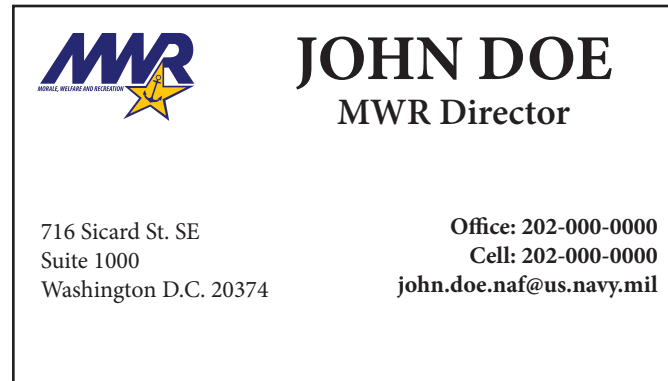 MWR
MORALE, WELFARE AND RECREATION
JOHN DOE
MWR Director
716 Sicard St. SE
Suite 1000
Washington D.C. 20374
Office: 202-000-0000
Cell: 202-000-0000
john.doe.naf@us.navy.mil